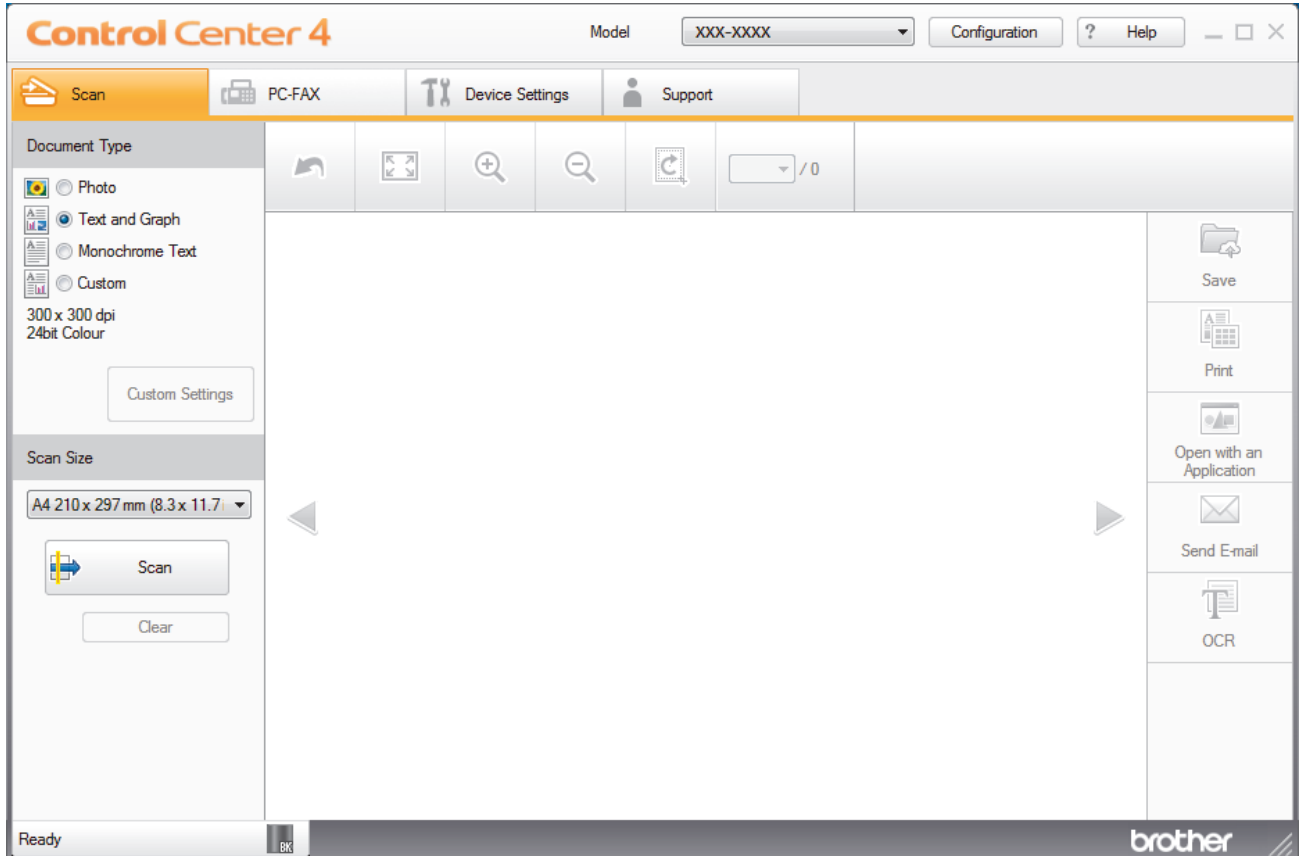 Control Center 4
Model
XXX-XXXX
Configuration
? Help
Scan
PC-FAX
Device Settings
Support
Document Type
/ 0
Photo
Text and Graph
Monochrome Text
Custom
300 x 300 dpi
24bit Colour
Custom Settings
Scan Size
A4 210 x 297 mm (8.3 x 11.7
Scan
Clear
Save
Print
Open with an
Application
Send E-mail
OCR
Ready
BK
brother